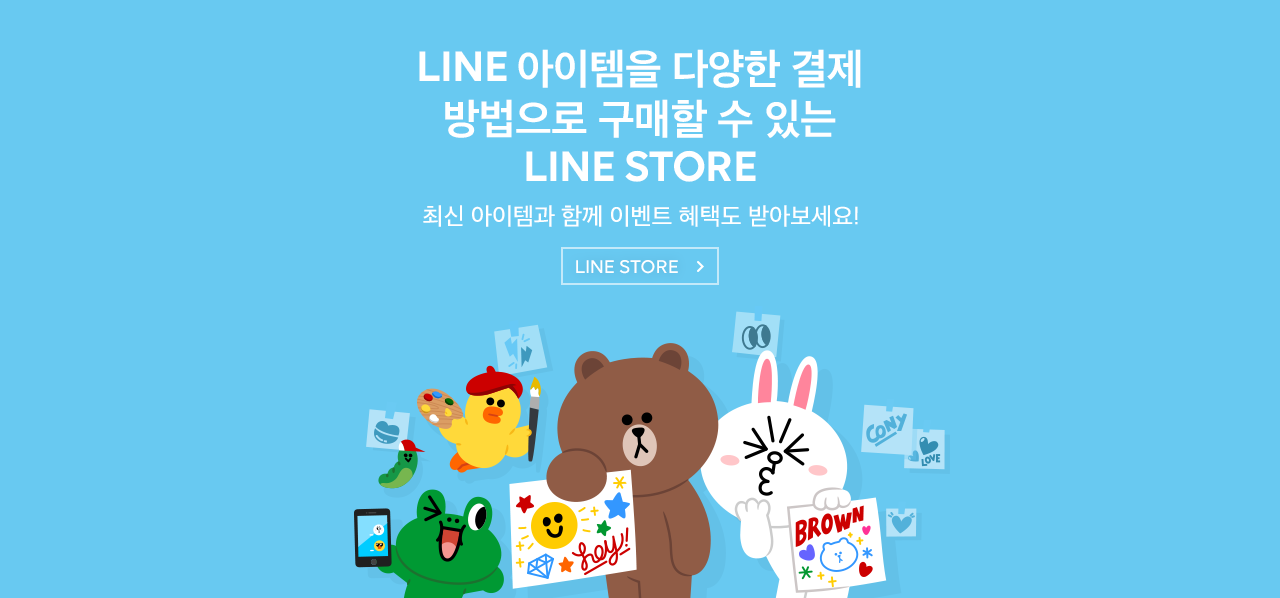 LINE 아이템을 다양한 결제
방법으로 구매할 수 있는
LINE STORE
최신 아이템과 함께 이벤트 혜택도 받아보세요!
LINE STORE
CONY
LOVE
hey!
BROWN